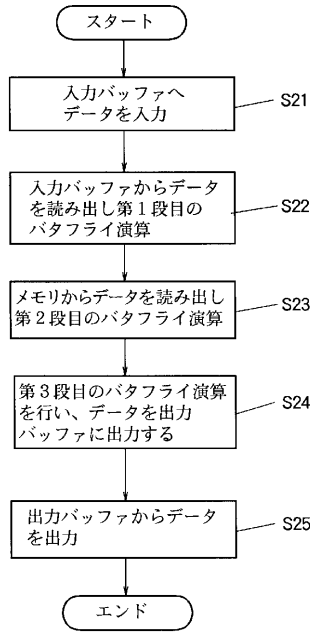 スタート
入力バッファへ
データを入力
S21
入力バッファからデータ
を読み出し第1段目の
バタフライ演算
S22
メモリからデータを読み出し
第2段目のバタフライ演算
S23
第3段目のバタフライ演算
を行い、データを出力
バッファに出力する
S24
出力バッファからデータ
を出力
S25
エンド